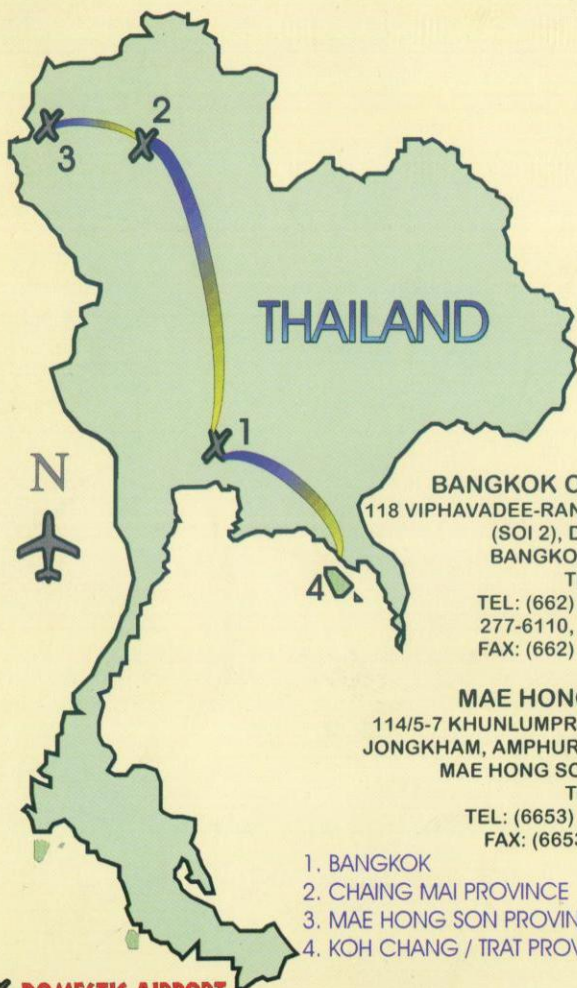 2
3
THAILAND
1
N
4
BANGKOK
118 VIPHAVADEE-RAN
(SOI 2),
BANGKO
TEL: (662)
277-6110,
FAX: (662)
MAE HONG
114/5-7 KHUNLUMPR
JONGKHAM, AMPHUR
MAE HONG SO
TEL: (6653)
FAX: (6653
1. BANGKOK
2. CHAING MAI PROVINCE
3. MAE HONG SON PROVIN
4. KOH CHANG / TRAT PROV
DOMESTIC AIRPORT